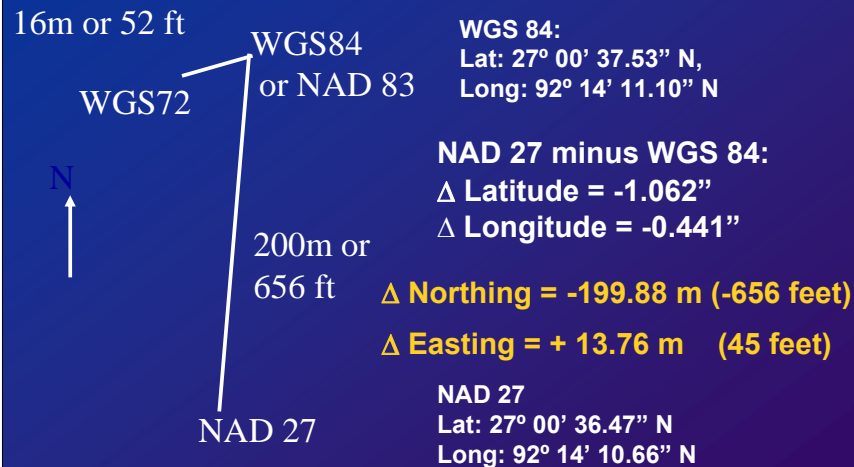 16m or 52 ft
WGS84
or NAD 83
WGS72
N
200m or
656 ft
NAD 27
WGS 84:
Lat: 27º 00’ 37.53” N,
Long: 92º 14’ 11.10” N
NAD 27 minus WGS 84:
Δ Latitude = -1.062”
Δ Longitude = -0.441”
Δ Northing = -199.88 m (-656 feet)
Δ Easting = + 13.76 m (45 feet)
NAD 27
Lat: 27º 00’ 36.47” N
Long: 92º 14’ 10.66” N